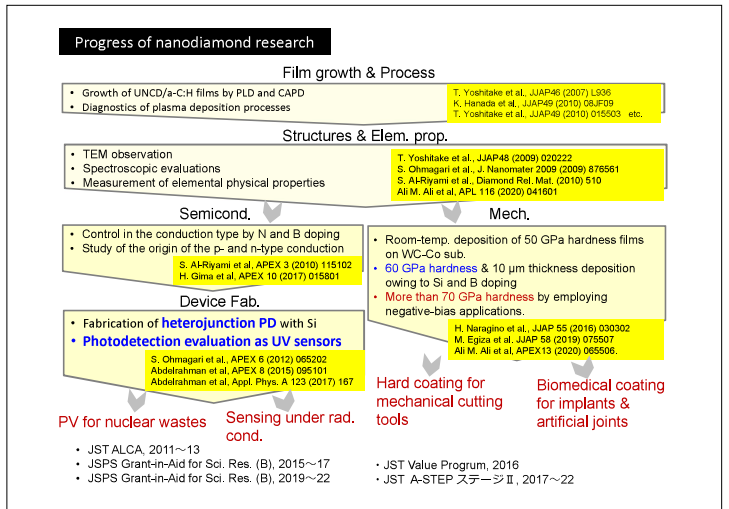 Progress of nanodiamond research
Film growth & Process
• Growth of UNCD/a-C:H films by PLD and CAPD
• Diagnostics of plasma deposition processes
T. Yoshitake et al., JJAP46 (2007) L936
K. Hanada et al., JJAP49 (2010) 08JF09
T. Yoshitake et al., JJAP49 (2010) 015503 etc.
Structures & Elem. prop.
• TEM observation
• Spectroscopic evaluations
• Measurement of elemental physical properties
T. Yoshitake et al., JJAP48 (2009) 020222
S. Ohmagari et al., J. Nanomater 2009 (2009) 876561
S. Al-Riyami et al., Diamond Rel. Mat. (2010) 510
Ali M. Ali et al, APL 116 (2020) 041601
Semicond.
• Control in the conduction type by N and B doping
• Study of the origin of the p- and n-type conduction
S. Al-Riyami et al, APEX 3 (2010) 115102
H. Gima et al, APEX 10 (2017) 015801
Device Fab.
• Fabrication of heterojunction PD with Si
• Photodetection evaluation as UV sensors
S. Ohmagari et al., APEX 6 (2012) 065202
Abdelrahman et al, APEX 8 (2015) 095101
Abdelrahman et al, Appl. Phys. A 123 (2017) 167
Mech.
• Room-temp. deposition of 50 GPa hardness films
on WC-Co sub.
• 60 GPa hardness & 10 µm thickness deposition
owing to Si and B doping
• More than 70 GPa hardness by employing
negative-bias applications.
H. Naragino et al., JJAP 55 (2016) 030302
M. Egiza et al. JJAP 58 (2019) 075507
Ali M. Ali et al, APEX13 (2020) 065506.
PV for nuclear wastes
Sensing under rad.
cond.
Hard coating for
mechanical cutting
tools
Biomedical coating
for implants &
artificial joints
• JST ALCA, 2011～13
• JSPS Grant-in-Aid for Sci. Res. (B), 2015～17
• JSPS Grant-in-Aid for Sci. Res. (B), 2019～22
・JST Value Progrum, 2016
・JST A-STEP ステージⅡ, 2017～22